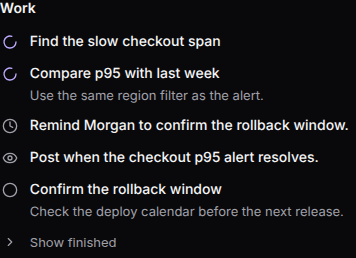 Work
Find the slow checkout span
Compare p95 with last week
Use the same region filter as the alert.
Remind Morgan to confirm the rollback window.
Post when the checkout p95 alert resolves.
Confirm the rollback window
Check the deploy calendar before the next release.
Show finished